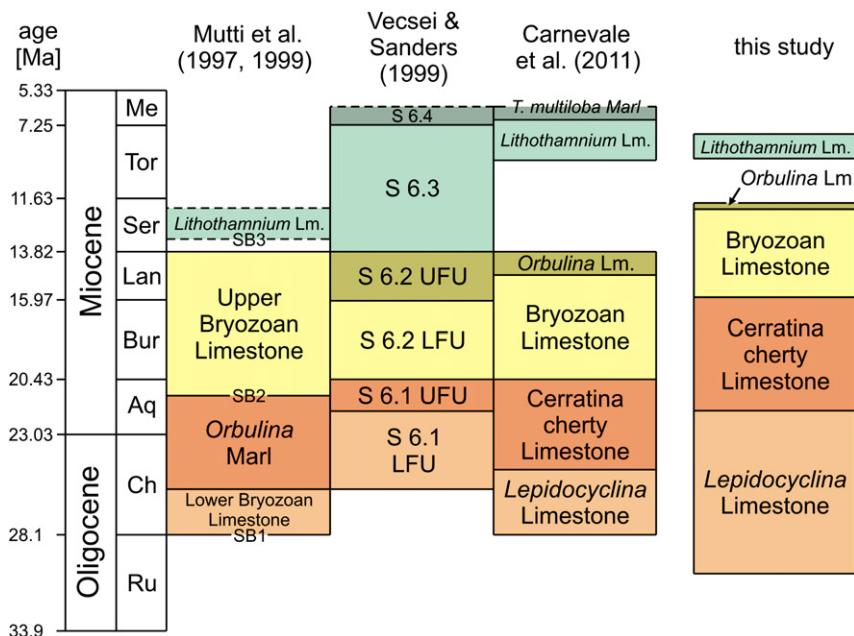 age
[Ma]
Mutti et al.
(1997, 1999)
Vecsei &
Sanders
(1999)
Carnevale
et al. (2011)
this study
5.33
7.25
11.63
13.82
15.97
20.43
23.03
28.1
33.9
Miocene
Oligocene
Me
Tor
Ser
Lan
Bur
Aq
Ch
Ru
Lithothamnium Lm.
SB3
Upper
Bryozoan
Limestone
SB2
Orbulina
Marl
Lower Bryozoan
Limestone
SB1
S 6.4
S 6.3
S 6.2 UFU
S 6.2 LFU
S 6.1 UFU
S 6.1
LFU
T. multiloba Marl
Lithothamnium Lm.
Orbulina Lm.
Bryozoan
Limestone
Cerratina
cherty
Limestone
Lepidocyclina
Limestone
Lithothamnium Lm.
Orbulina Lm
Bryozoan
Limestone
Cerratina
cherty
Limestone
Lepidocyclina
Limestone